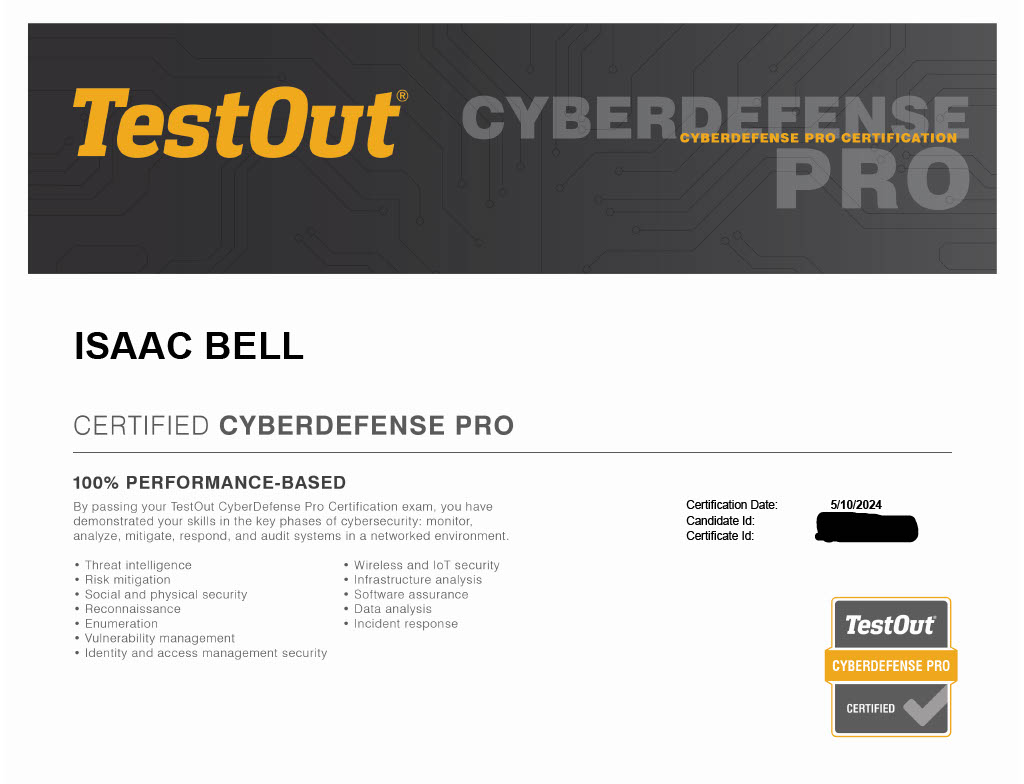 TestOut®
CYBERDEFENSE
CYBERDEFENSE PRO CERTIFICATION
PRO
ISAAC BELL
CERTIFIED CYBERDEFENSE PRO
100% PERFORMANCE-BASED
By passing your TestOut CyberDefense Pro Certification exam, you have
demonstrated your skills in the key phases of cybersecurity: monitor,
analyze, mitigate, respond, and audit systems in a networked environment.
• Threat intelligence
• Risk mitigation
• Social and physical security
• Reconnaissance
• Enumeration
• Vulnerability management
• Identity and access management security
• Wireless and IoT security
• Infrastructure analysis
• Software assurance
• Data analysis
• Incident response
Certification Date: 5/10/2024
Candidate Id:
Certificate Id:
TestOut®
CYBERDEFENSE PRO
CERTIFIED